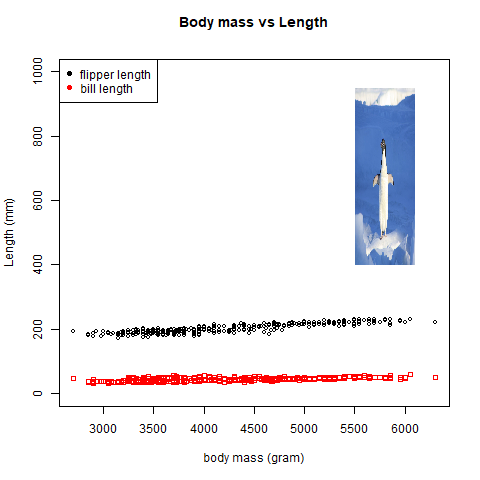 Body mass vs Length
flipper length
bill length
Length (mm)
1000
800
600
400
200
0
3000 3500 4000 4500 5000 5500 6000
body mass (gram)